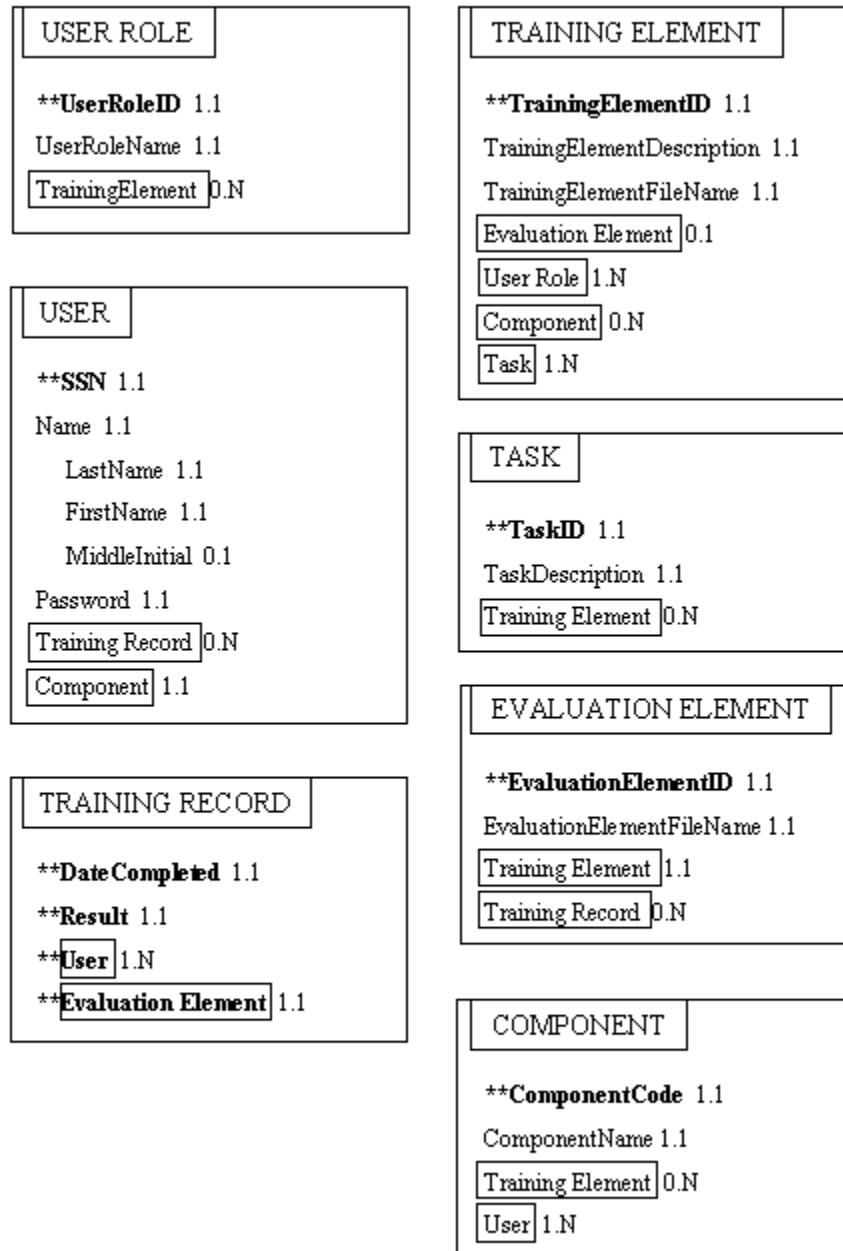 USER ROLE
**UserRoleID 1.1
UserRoleName 1.1
TrainingElement 0.N
USER
**SSN 1.1
Name 1.1
LastName 1.1
FirstName 1.1
MiddleInitial 0.1
Password 1.1
Training Record 0.N
Component 1.1
TRAINING RECORD
**DateCompleted 1.1
**Result 1.1
**User 1.N
**Evaluation Element 1.1
TRAINING ELEMENT
**TrainingElementID 1.1
TrainingElementDescription 1.1
TrainingElementFileName 1.1
Evaluation Element 0.1
User Role 1.N
Component 0.N
Task 1.N
TASK
**TaskID 1.1
TaskDescription 1.1
Training Element 0.N
EVALUATION ELEMENT
**EvaluationElementID 1.1
EvaluationElementFileName 1.1
Training Element 1.1
Training Record 0.N
COMPONENT
**ComponentCode 1.1
ComponentName 1.1
Training Element 0.N
User 1.N